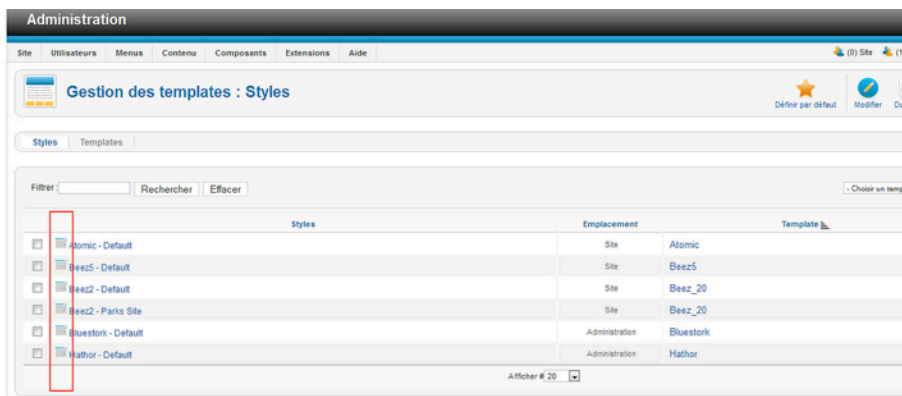 Administration
Site Utilisateurs Menus Contenu Composants Extensions Aide (0) Site (1
Gestion des templates : Styles
Définir par défaut Modifier Du
Styles Templates
Filtrer : Rechercher Effacer - Choisir un temp
Styles Emplacement Template
Atomic - Default Site Atomic
Beez5 - Default Site Beez5
Beez2 - Default Site Beez_20
Beez2 - Parks Site Site Beez_20
Bluestork - Default Administration Bluestork
Hathor - Default Administration Hathor
Afficher # 20